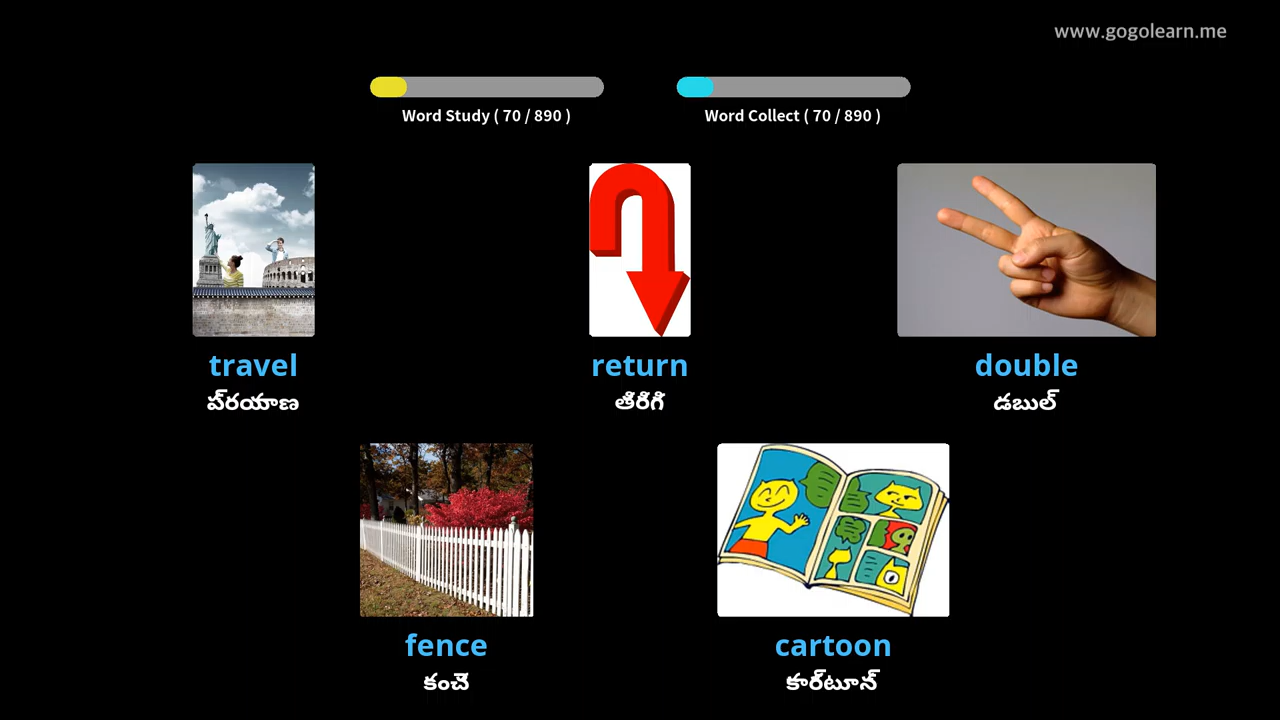 www.gogolearn.me
Word Study ( 70 / 890 )
Word Collect ( 70 / 890 )
travel
ప్రయాణ
return
తిరిగి
double
డబుల్
fence
కంచె
cartoon
కార్టూన్